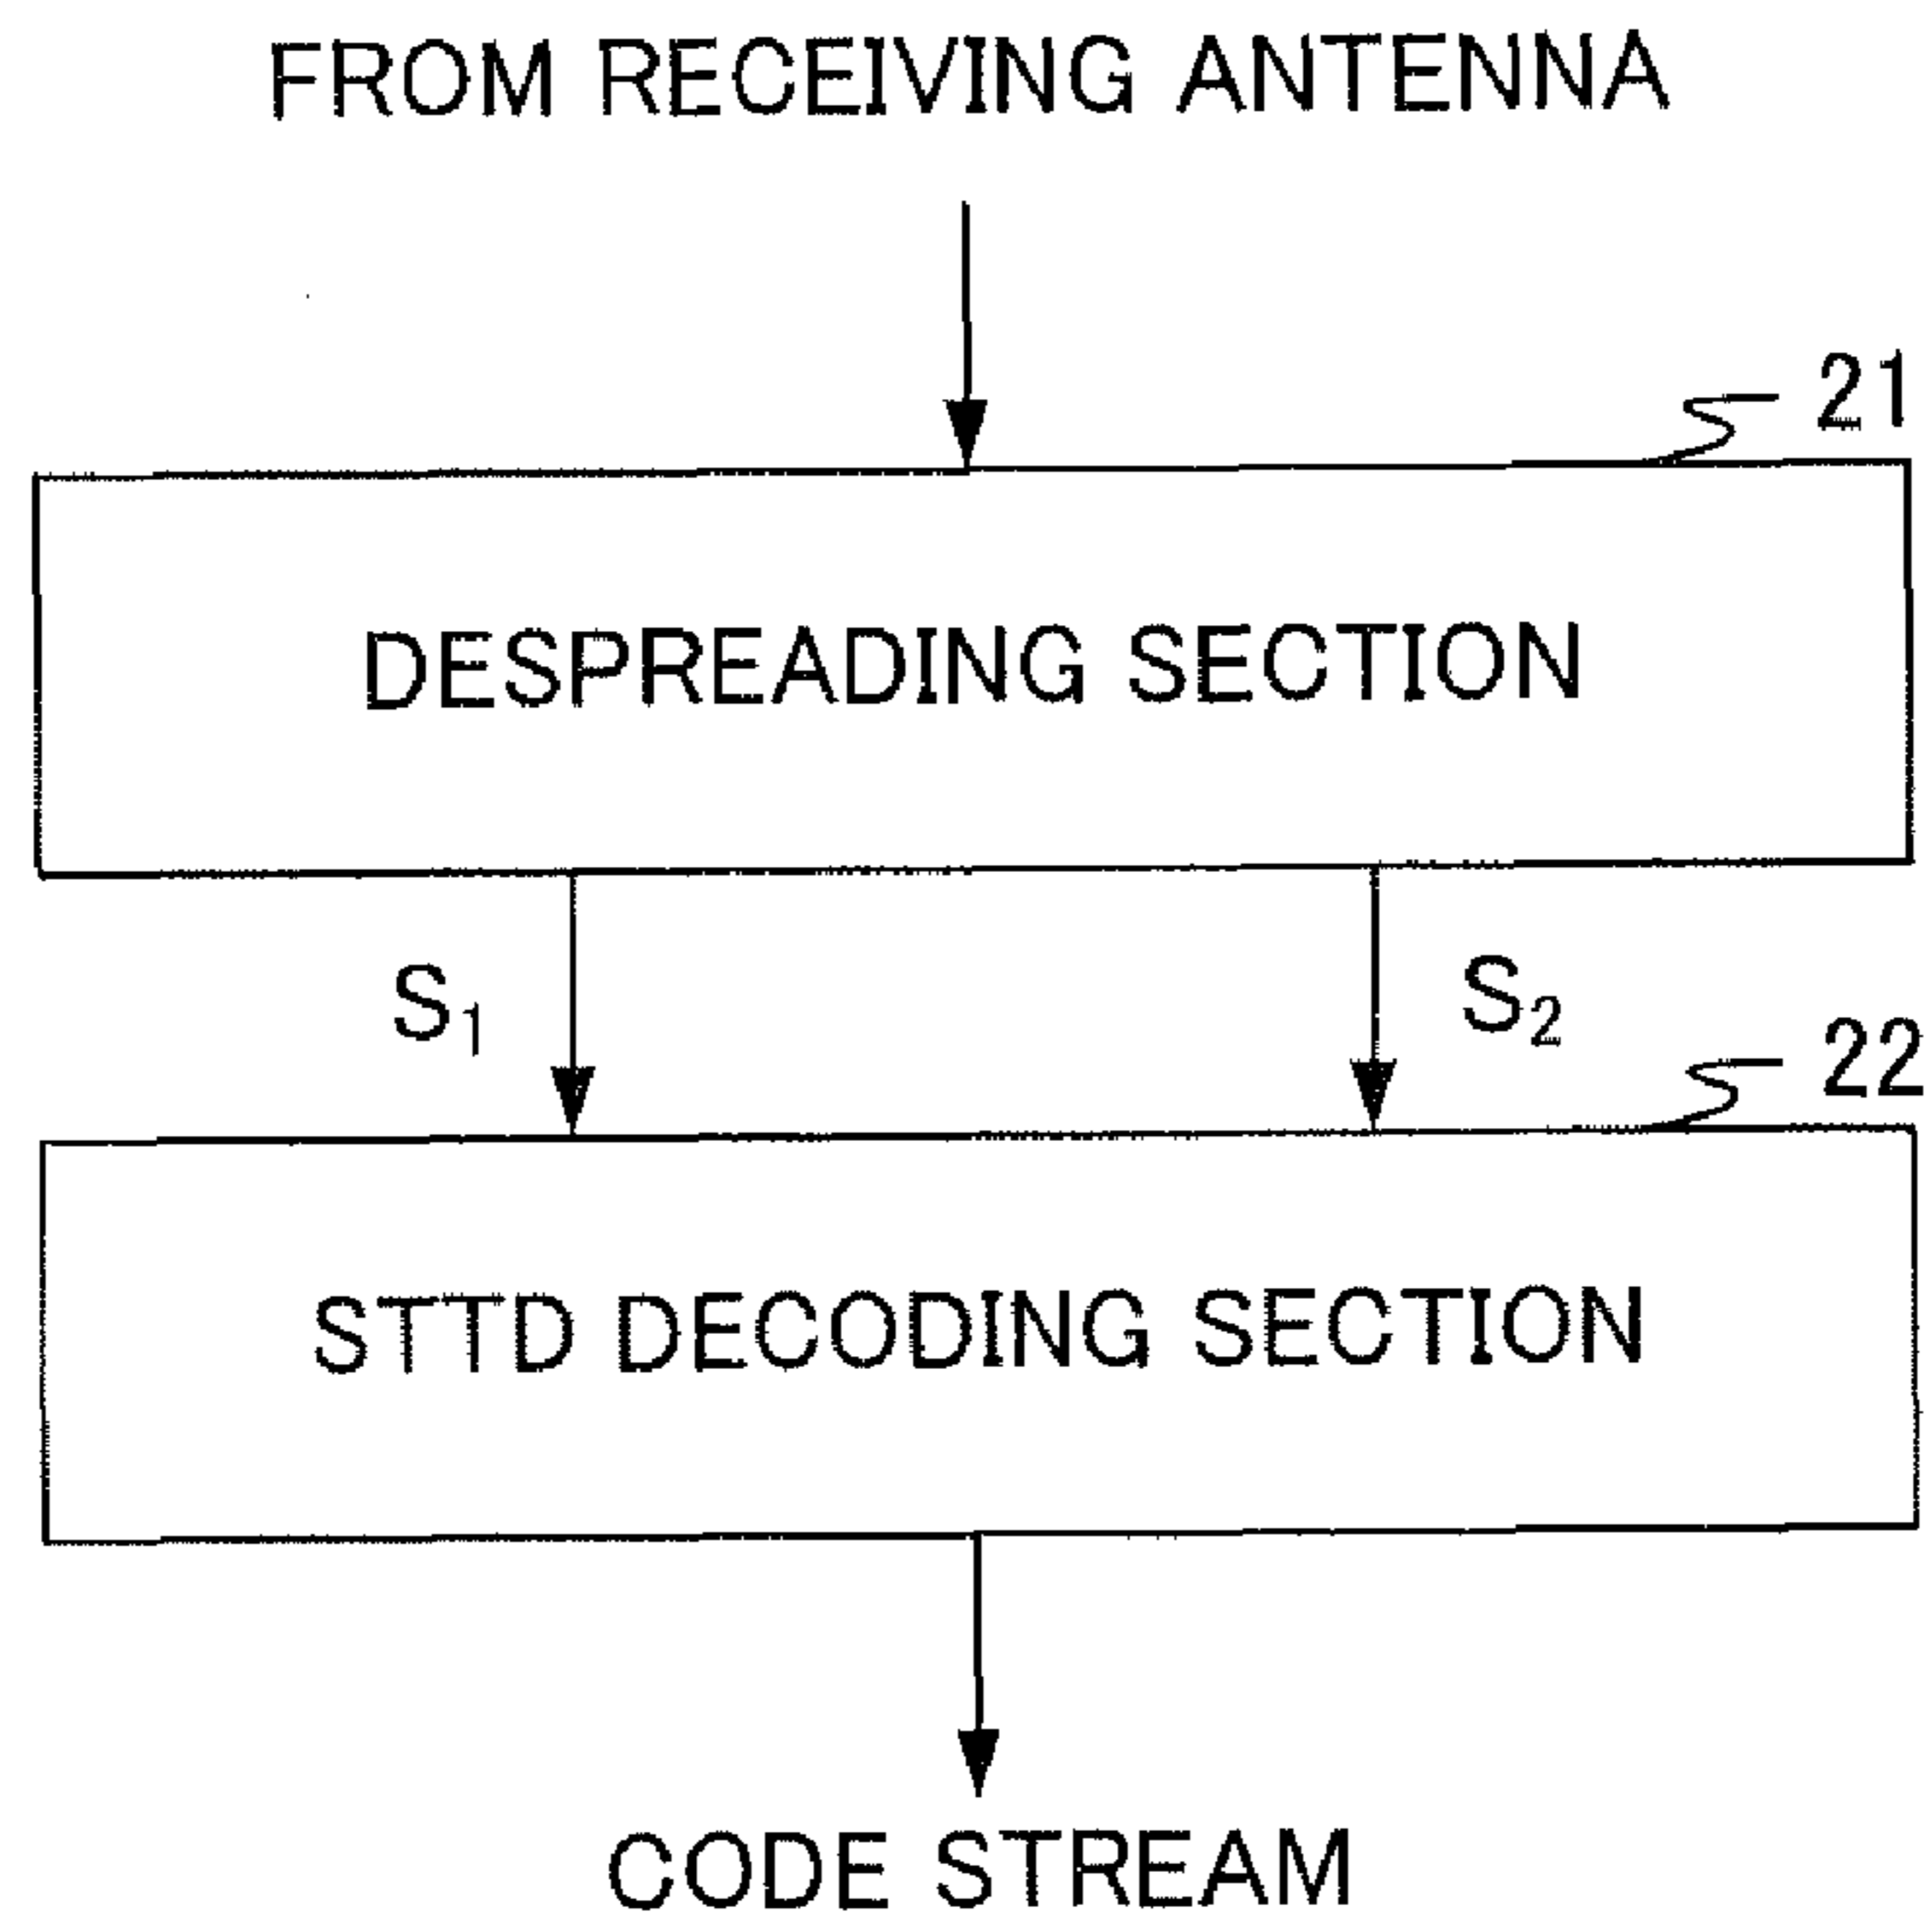 FROM RECEIVING ANTENNA
21
DESPREADING SECTION
S₁ S₂
22
STTD DECODING SECTION
CODE STREAM